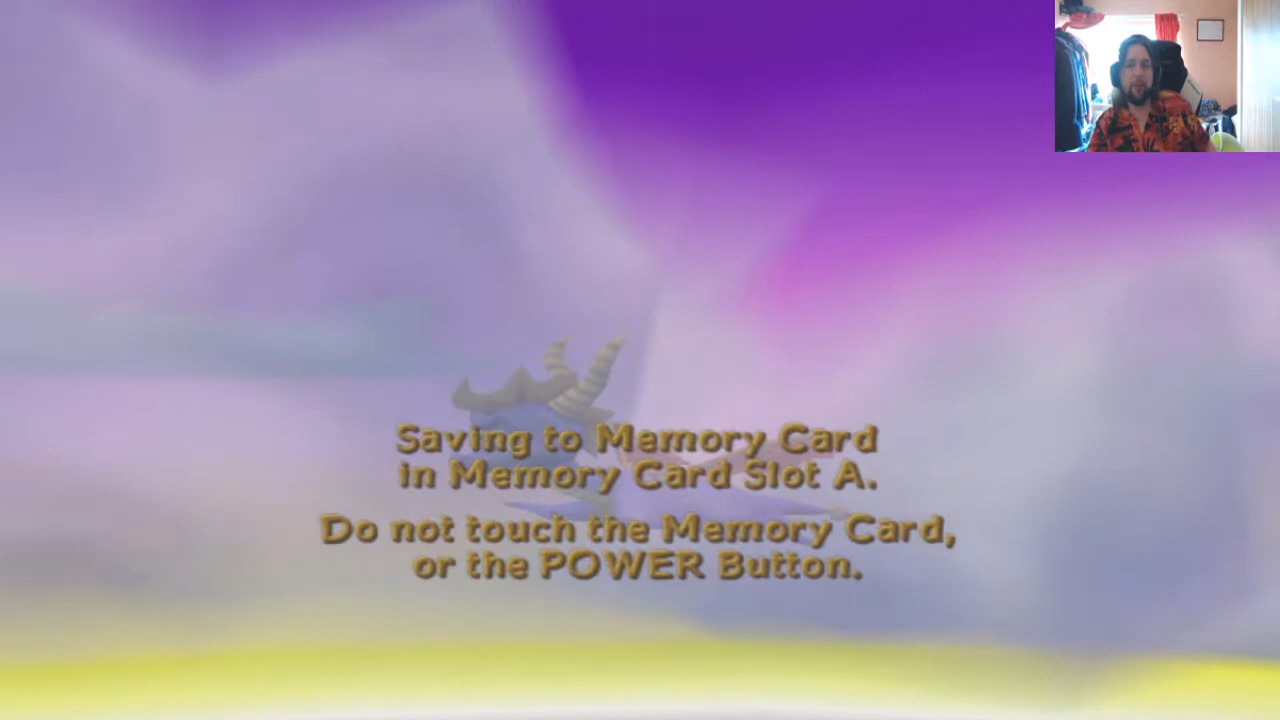 Saving to Memory Card
in Memory Card Slot A.
Do not touch the Memory Card,
or the POWER Button.